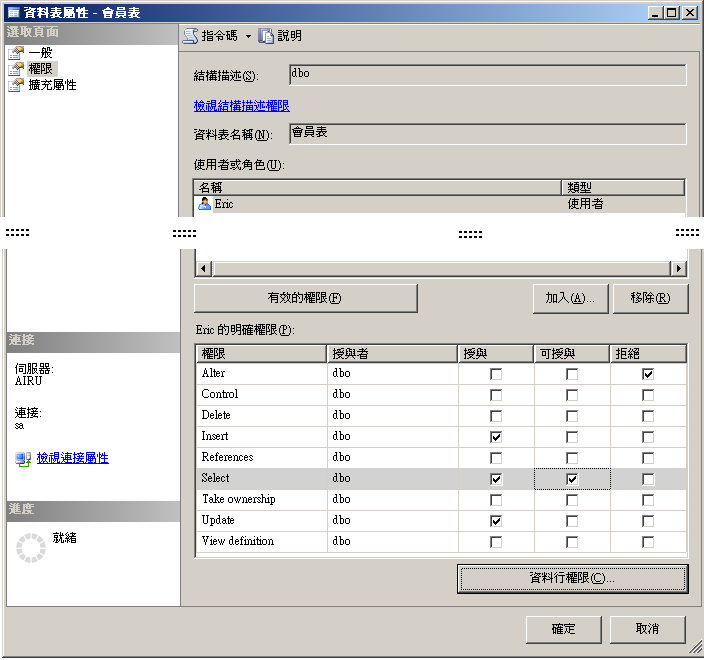 資料表屬性 - 會員表
選取頁面
一般
權限
擴充屬性
指令碼 說明
結構描述(S): dbo
檢視結構描述權限
資料表名稱(N): 會員表
使用者或角色(U):
名稱 類型
Eric 使用者
有效的權限(F) 加入(A)... 移除(R)
Eric 的明確權限(P):
權限 授與者 授與 可授與 拒絕
Alter dbo
Control dbo
Delete dbo
Insert dbo
References dbo
Select dbo
Take ownership dbo
Update dbo
View definition dbo
資料行權限(C)...
連接
伺服器:
AIRU
連接:
sa
檢視連接屬性
進度
就緒
確定 取消